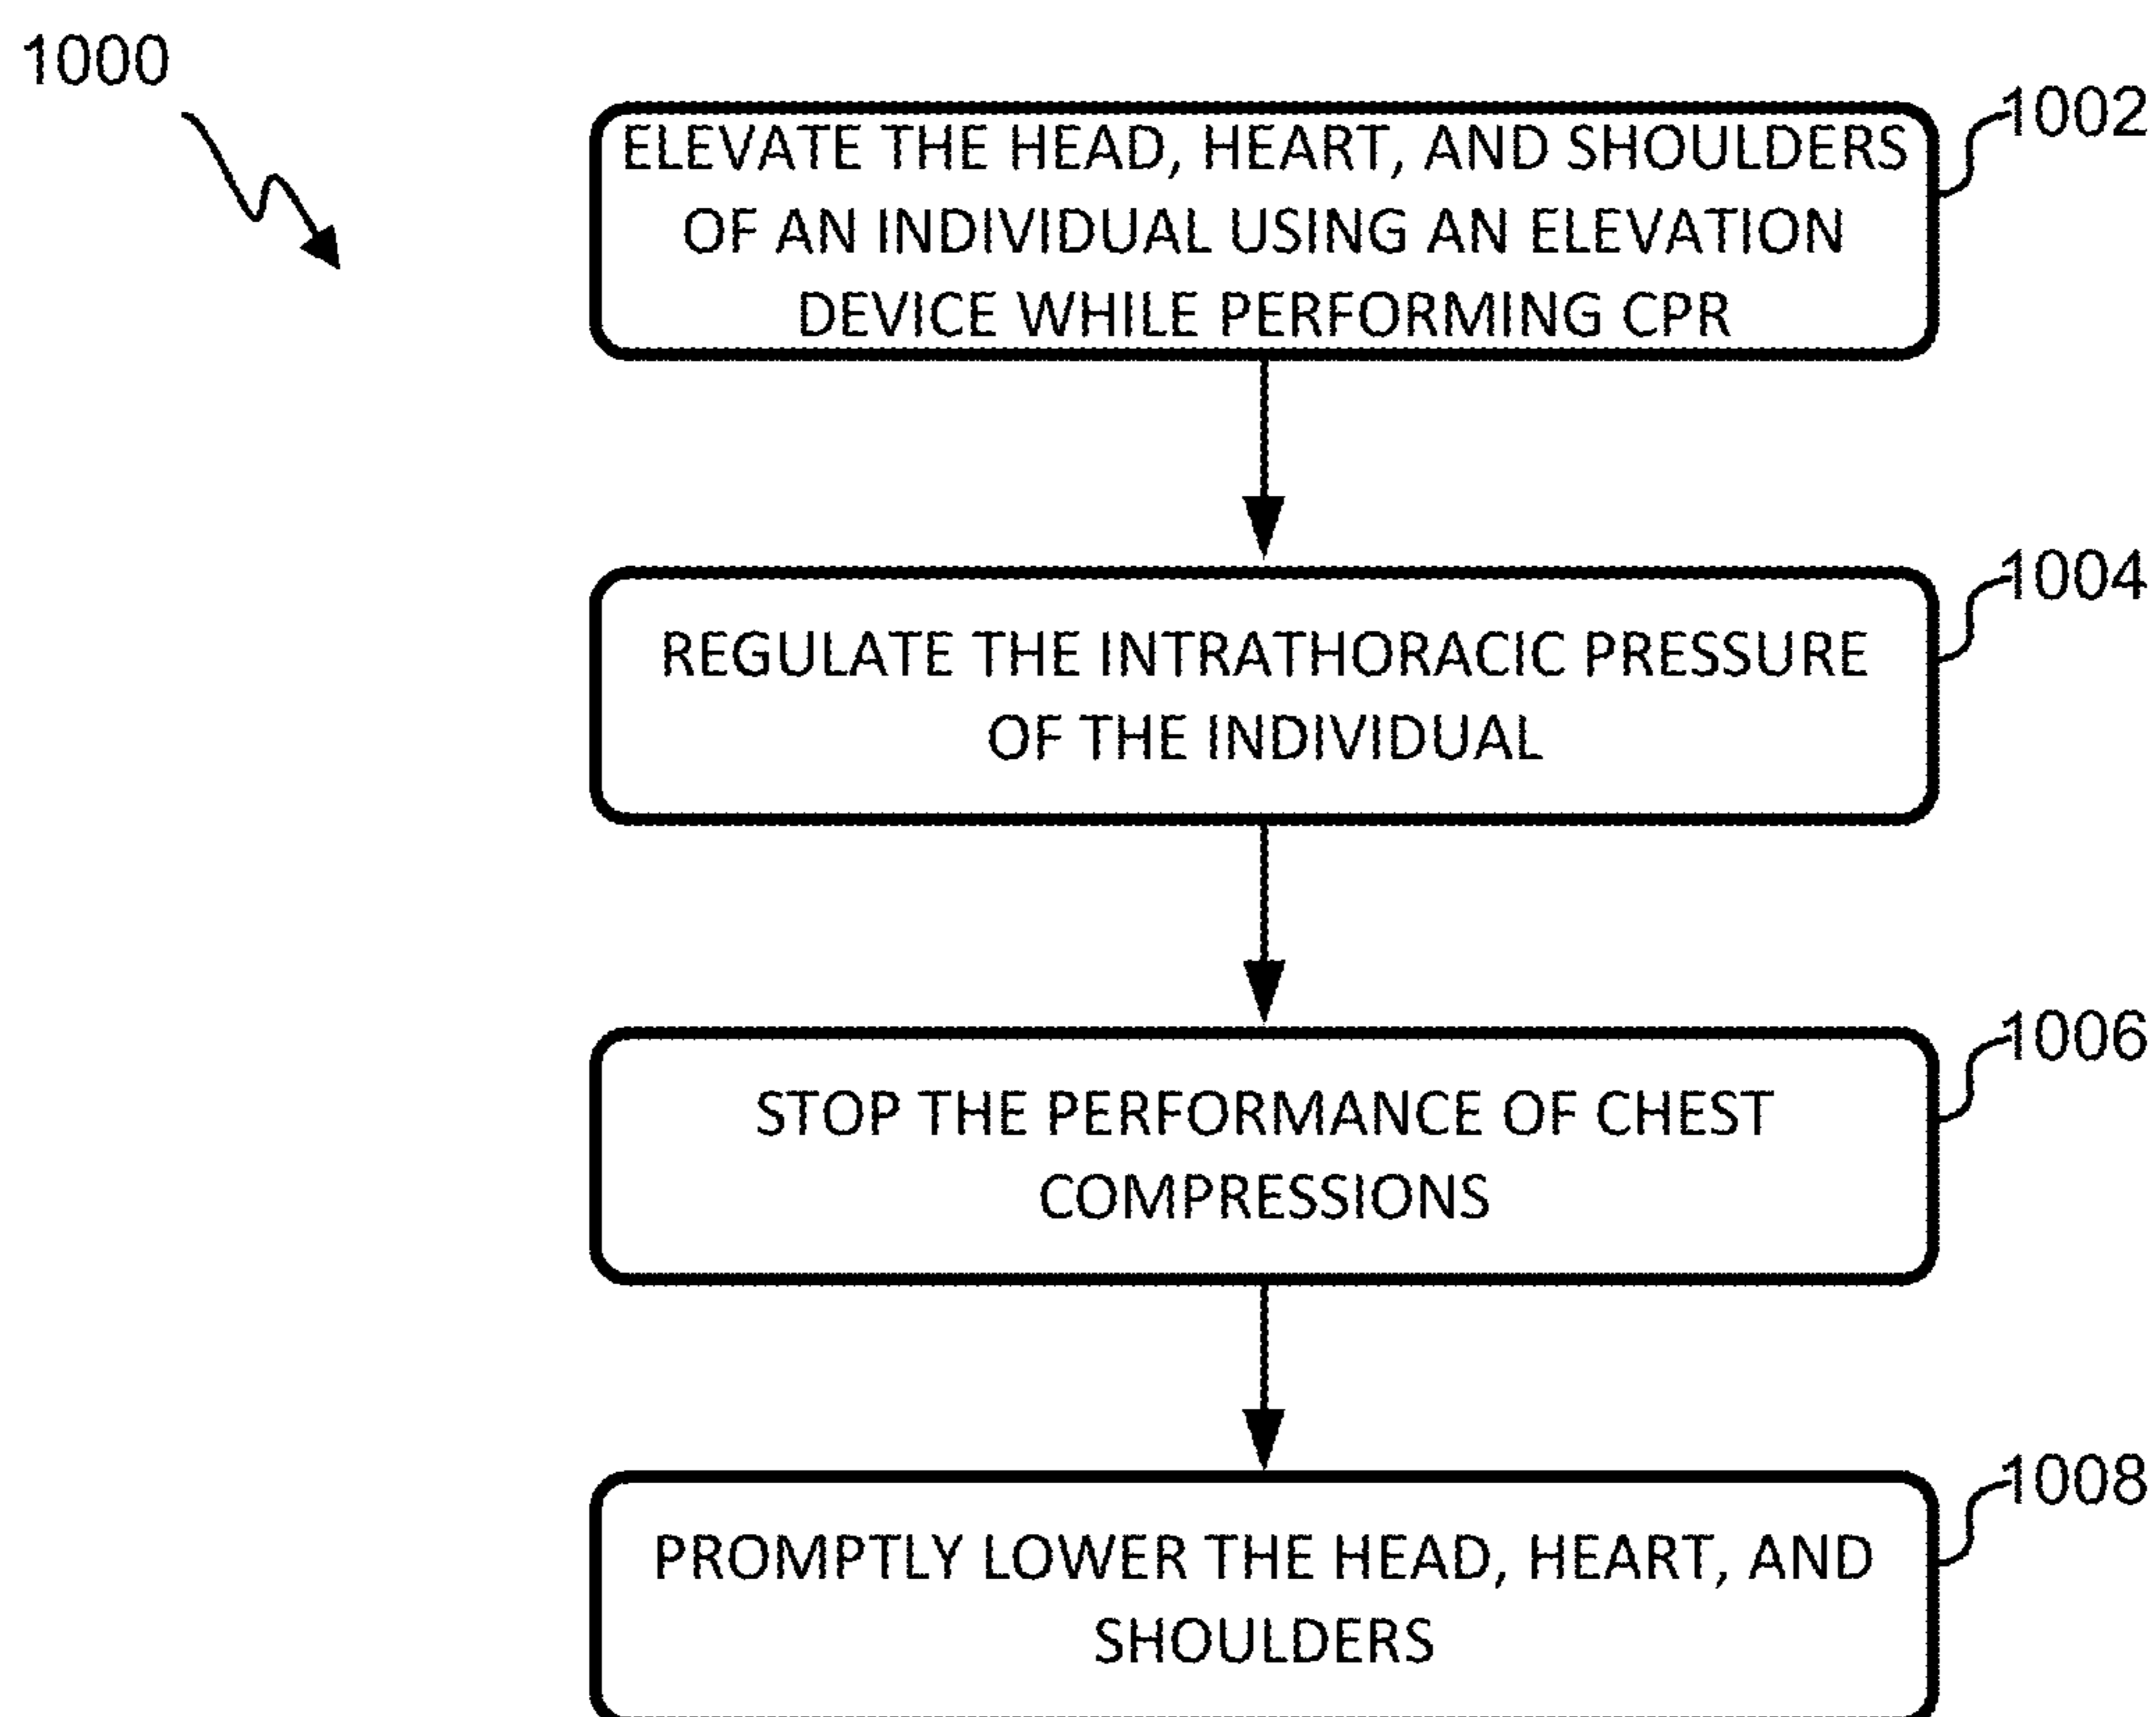 1000
1002
ELEVATE THE HEAD, HEART, AND SHOULDERS
OF AN INDIVIDUAL USING AN ELEVATION
DEVICE WHILE PERFORMING CPR
1004
REGULATE THE INTRATHORACIC PRESSURE
OF THE INDIVIDUAL
1006
STOP THE PERFORMANCE OF CHEST
COMPRESSIONS
1008
PROMPTLY LOWER THE HEAD, HEART, AND
SHOULDERS